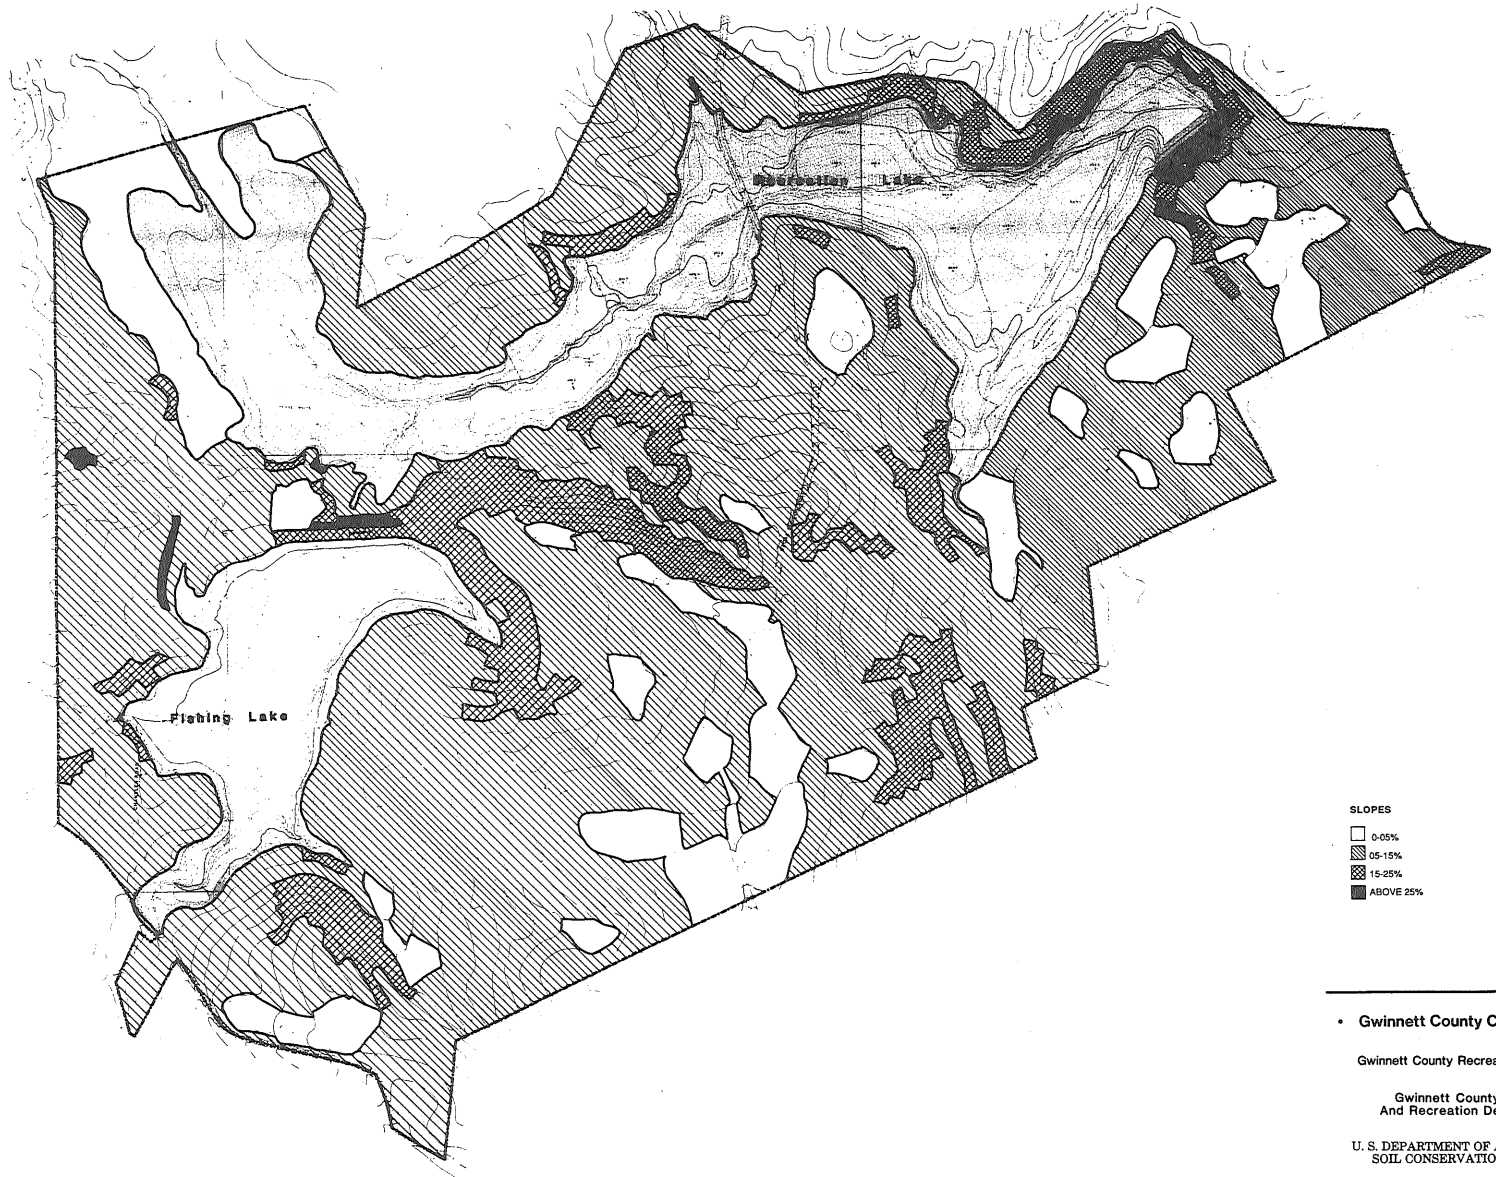 Recreation Lake
Fishing Lake
SLOPES
0-05%
05-15%
15-25%
ABOVE 25%
• Gwinnett County C
Gwinnett County Recrea
Gwinnett County
And Recreation De
U. S. DEPARTMENT OF
SOIL CONSERVATIO